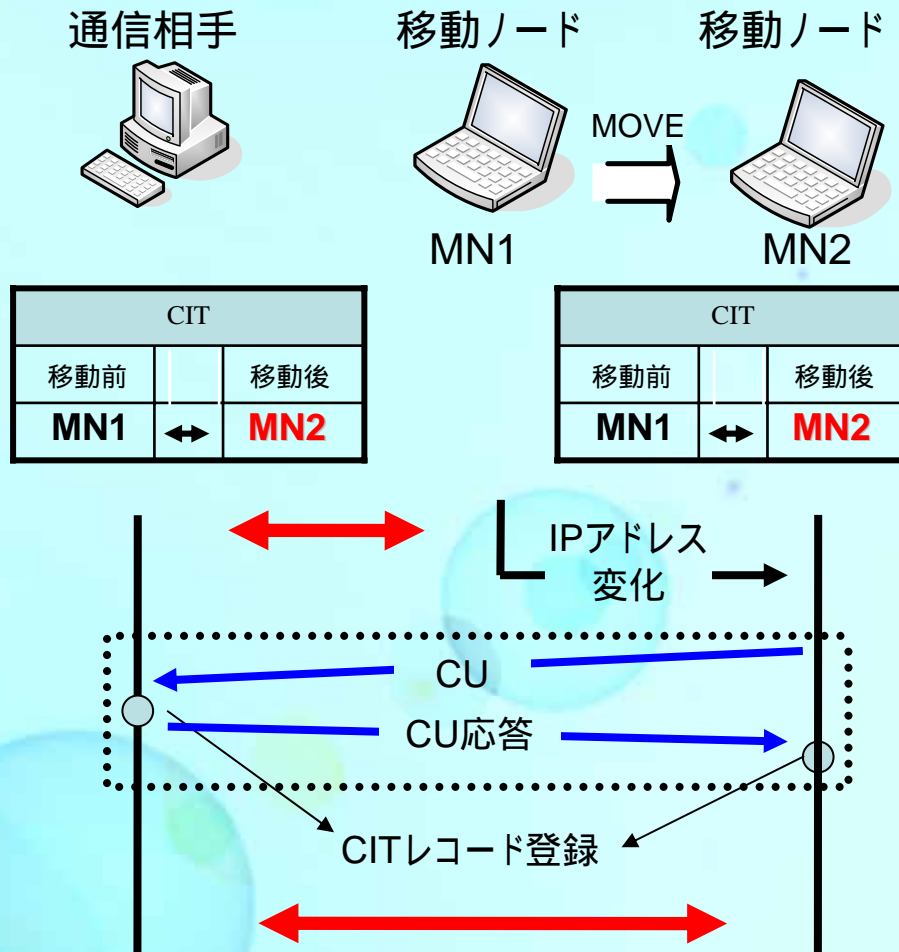 通信相手
移動ノード
移動ノード
MOVE
MN1
MN2
CIT
移動前 移動後
MN1 MN2
CIT
移動前 移動後
MN1 MN2
IPアドレス
変化
CU
CU応答
CITレコード登録